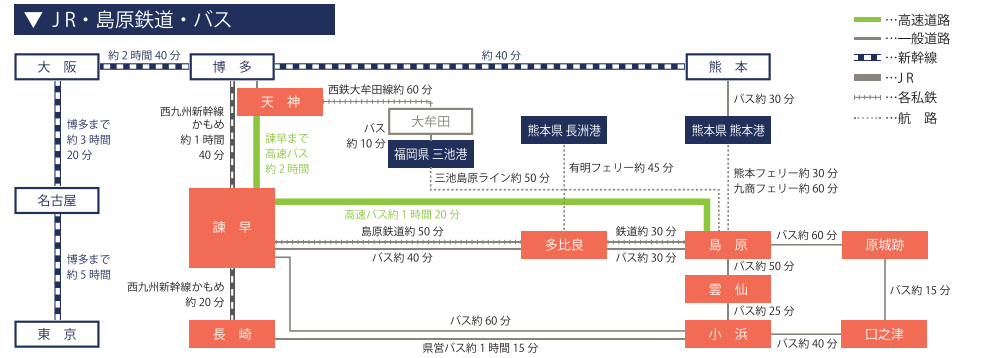 ▼ JR・島原鉄道・バス
…高速道路
…一般道路
…新幹線
…JR
…各私鉄
…航　路
大　阪
約2時間40分
博　多
約40分
熊　本
西鉄大牟田線約60分
天　神
大牟田
バス
約10分
福岡県 三池港
熊本県 長洲港
熊本県 熊本港
バス約30分
西九州新幹線
かもめ
約1時間
40分
諫早まで
高速バス
約2時間
博多まで
約3時間
20分
三池島原ライン約50分
有明フェリー約45分
熊本フェリー約30分
九商フェリー約60分
名古屋
諫　早
高速バス約1時間20分
島原鉄道約50分
バス約40分
多比良
鉄道約30分
バス約30分
島　原
バス約60分
原城跡
バス約50分
雲　仙
バス約25分
バス約15分
博多まで
約5時間
西九州新幹線かもめ
約20分
東　京
長　崎
バス約60分
県営バス約1時間15分
小　浜
バス約40分
口之津